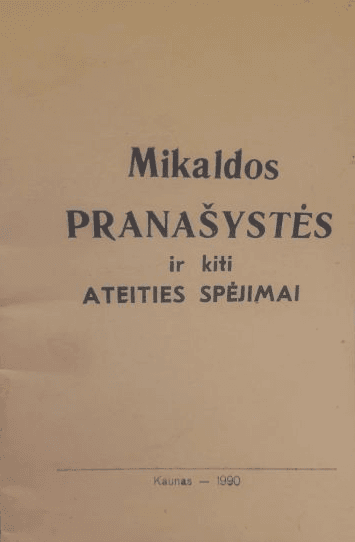 Mikaldos
PRANAŠYSTĖS
ir kiti
ATEITIES SPĖJIMAI
Kaunas — 1990